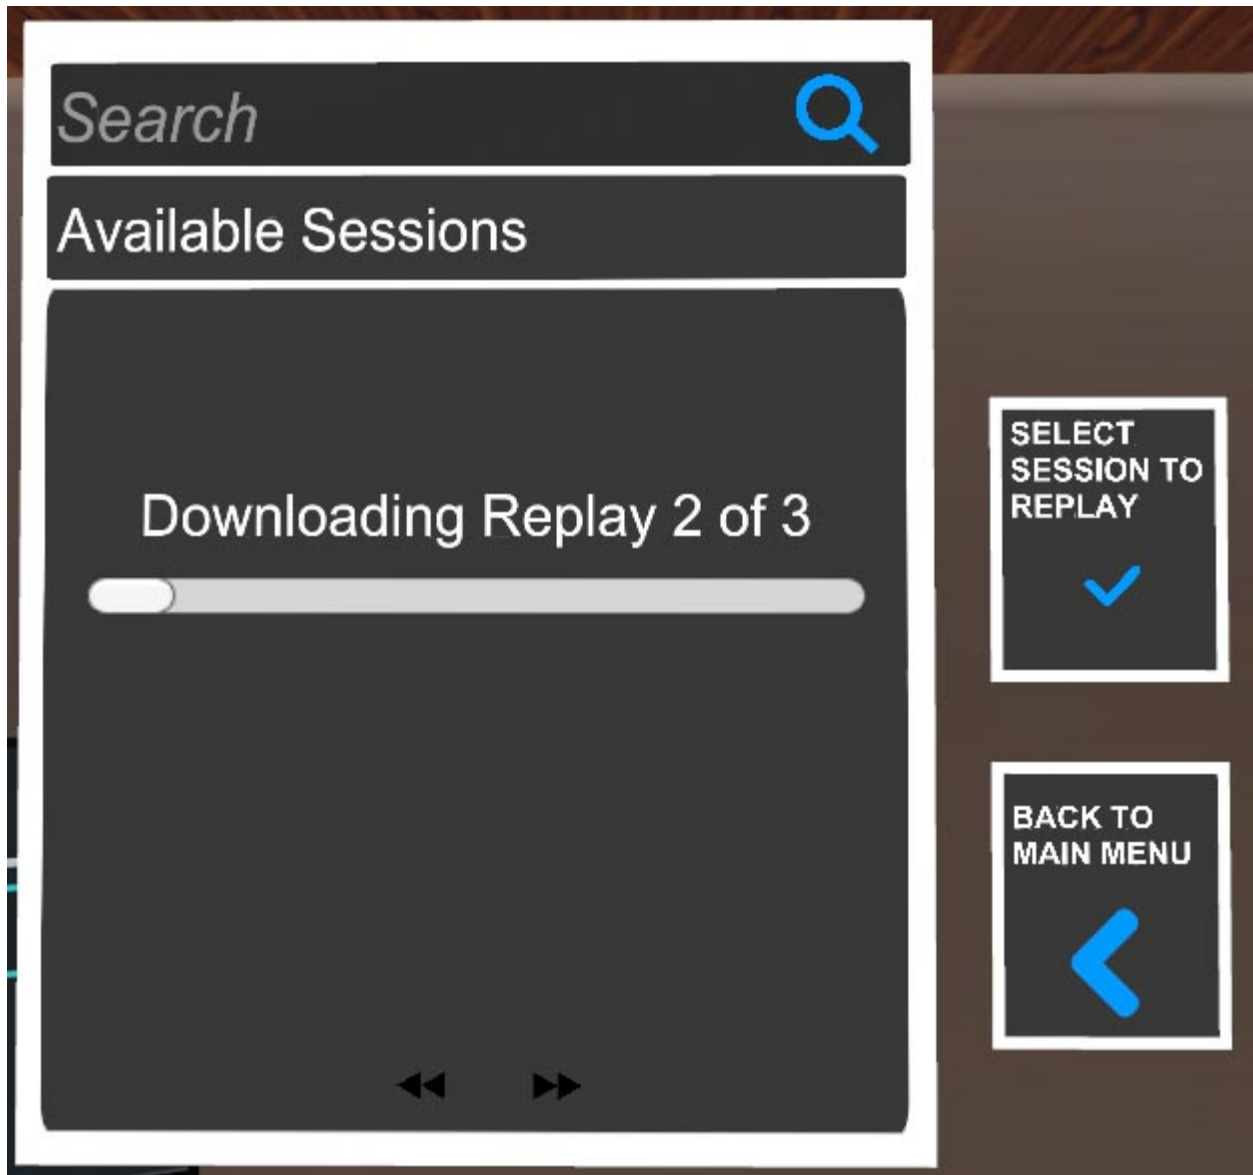 Search
Available Sessions
Downloading Replay 2 of 3
SELECT
SESSION TO
REPLAY
BACK TO
MAIN MENU